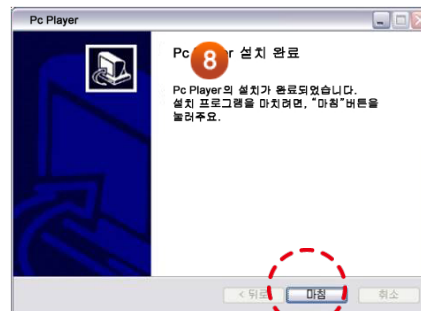 Pc Player
8
Pc Player 설치 완료
Pc Player의 설치가 완료되었습니다.
설치 프로그램을 마치려면, "마침"버튼을
눌러주요.
< 뒤로 마침 취소